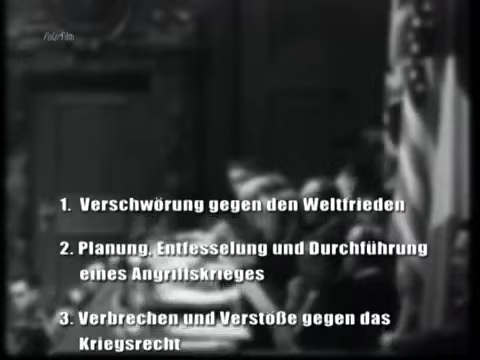 PolarFilm
1. Verschwörung gegen den Weltfrieden
2. Planung, Entfesselung und Durchführung
eines Angriffskrieges
3. Verbrechen und Verstöße gegen das
Kriegsrecht